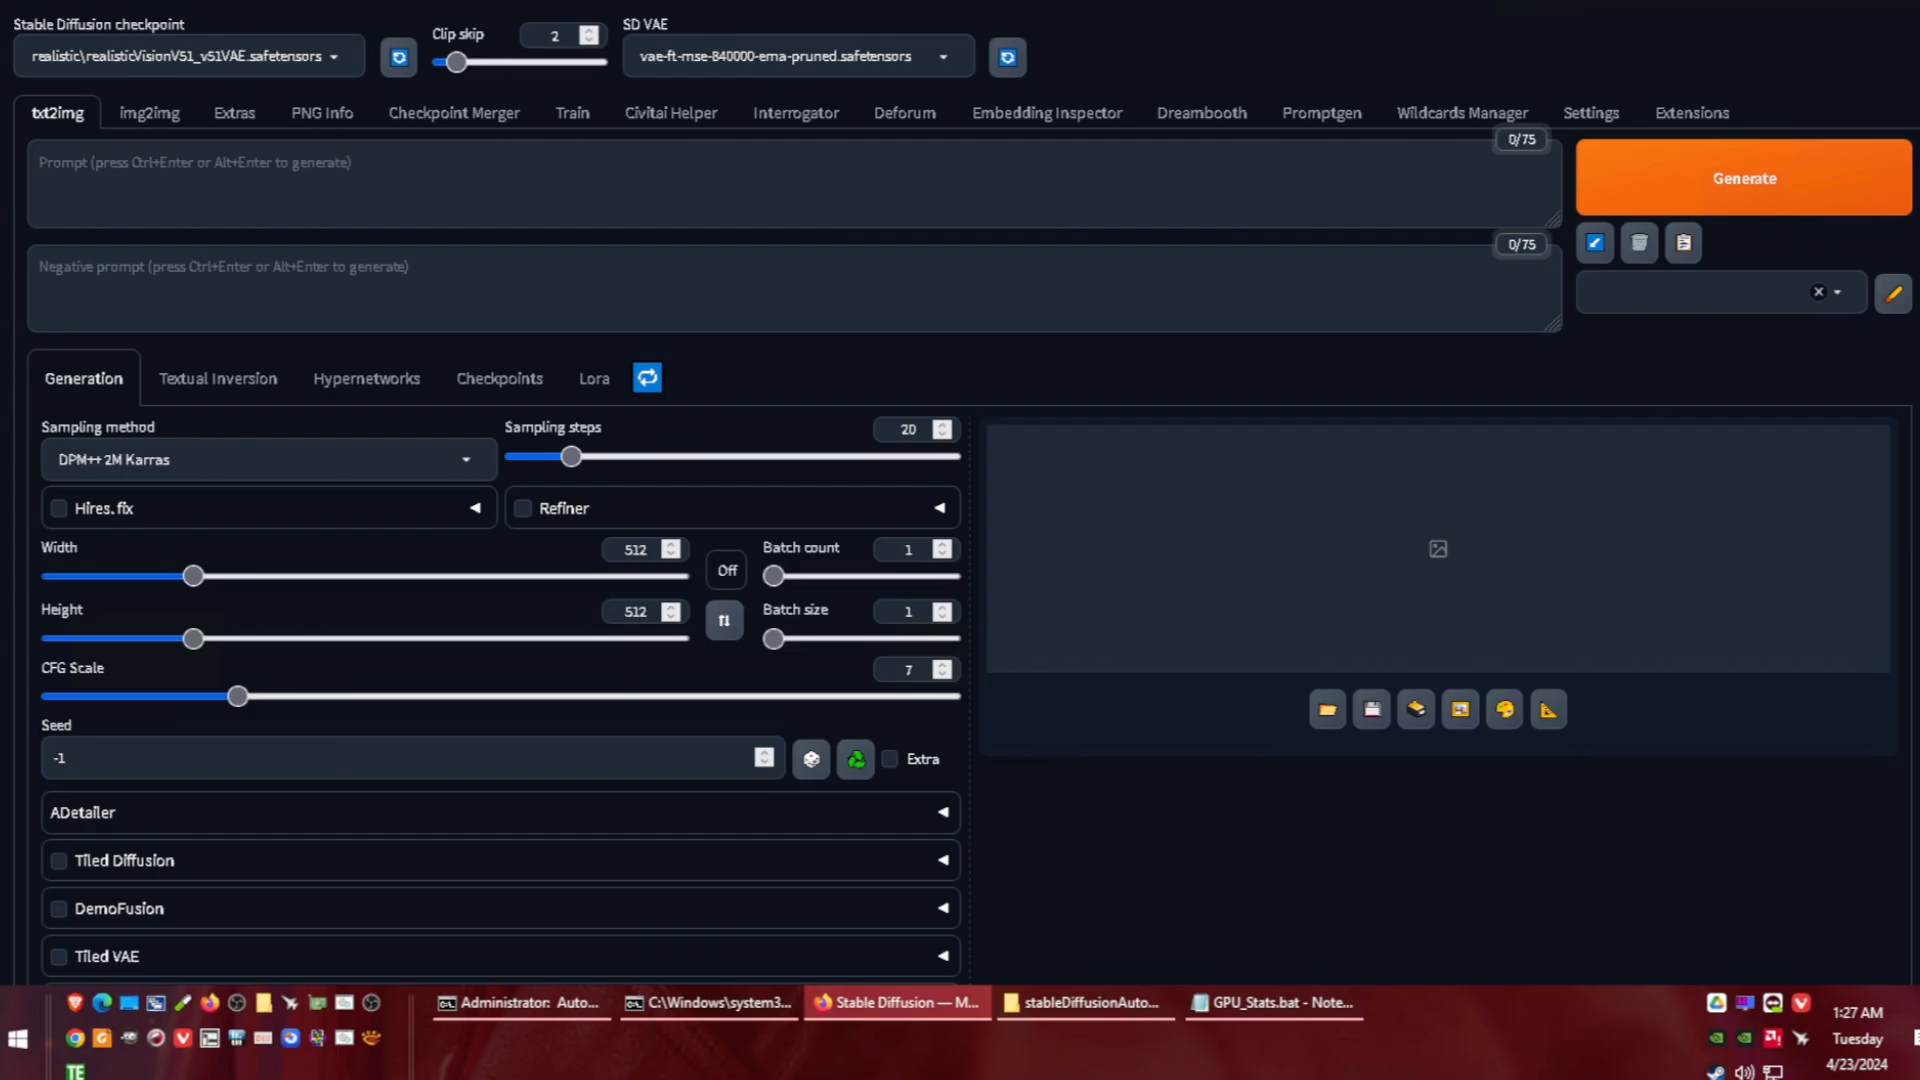 Stable Diffusion checkpoint
realistic\realisticVisionV51_v51VAE.safetensors
Clip skip
2
SD VAE
vae-ft-mse-840000-ema-pruned.safetensors
txt2img img2img Extras PNG Info Checkpoint Merger Train Civitai Helper Interrogator Deforum Embedding Inspector Dreambooth Promptgen Wildcards Manager Settings Extensions
0/75
Prompt (press Ctrl+Enter or Alt+Enter to generate)
Generate
0/75
Negative prompt (press Ctrl+Enter or Alt+Enter to generate)
Generation Textual Inversion Hypernetworks Checkpoints Lora
Sampling method
DPM++ 2M Karras
Sampling steps
20
Hires. fix
Refiner
Width
512
Off
Batch count
1
Height
512
Batch size
1
CFG Scale
7
Seed
-1
Extra
ADetailer
Tiled Diffusion
DemoFusion
Tiled VAE
Administrator: Auto...
C:\Windows\system3...
Stable Diffusion — M...
stableDiffusionAuto...
GPU_Stats.bat - Note...
1:27 AM
Tuesday
4/23/2024
TE